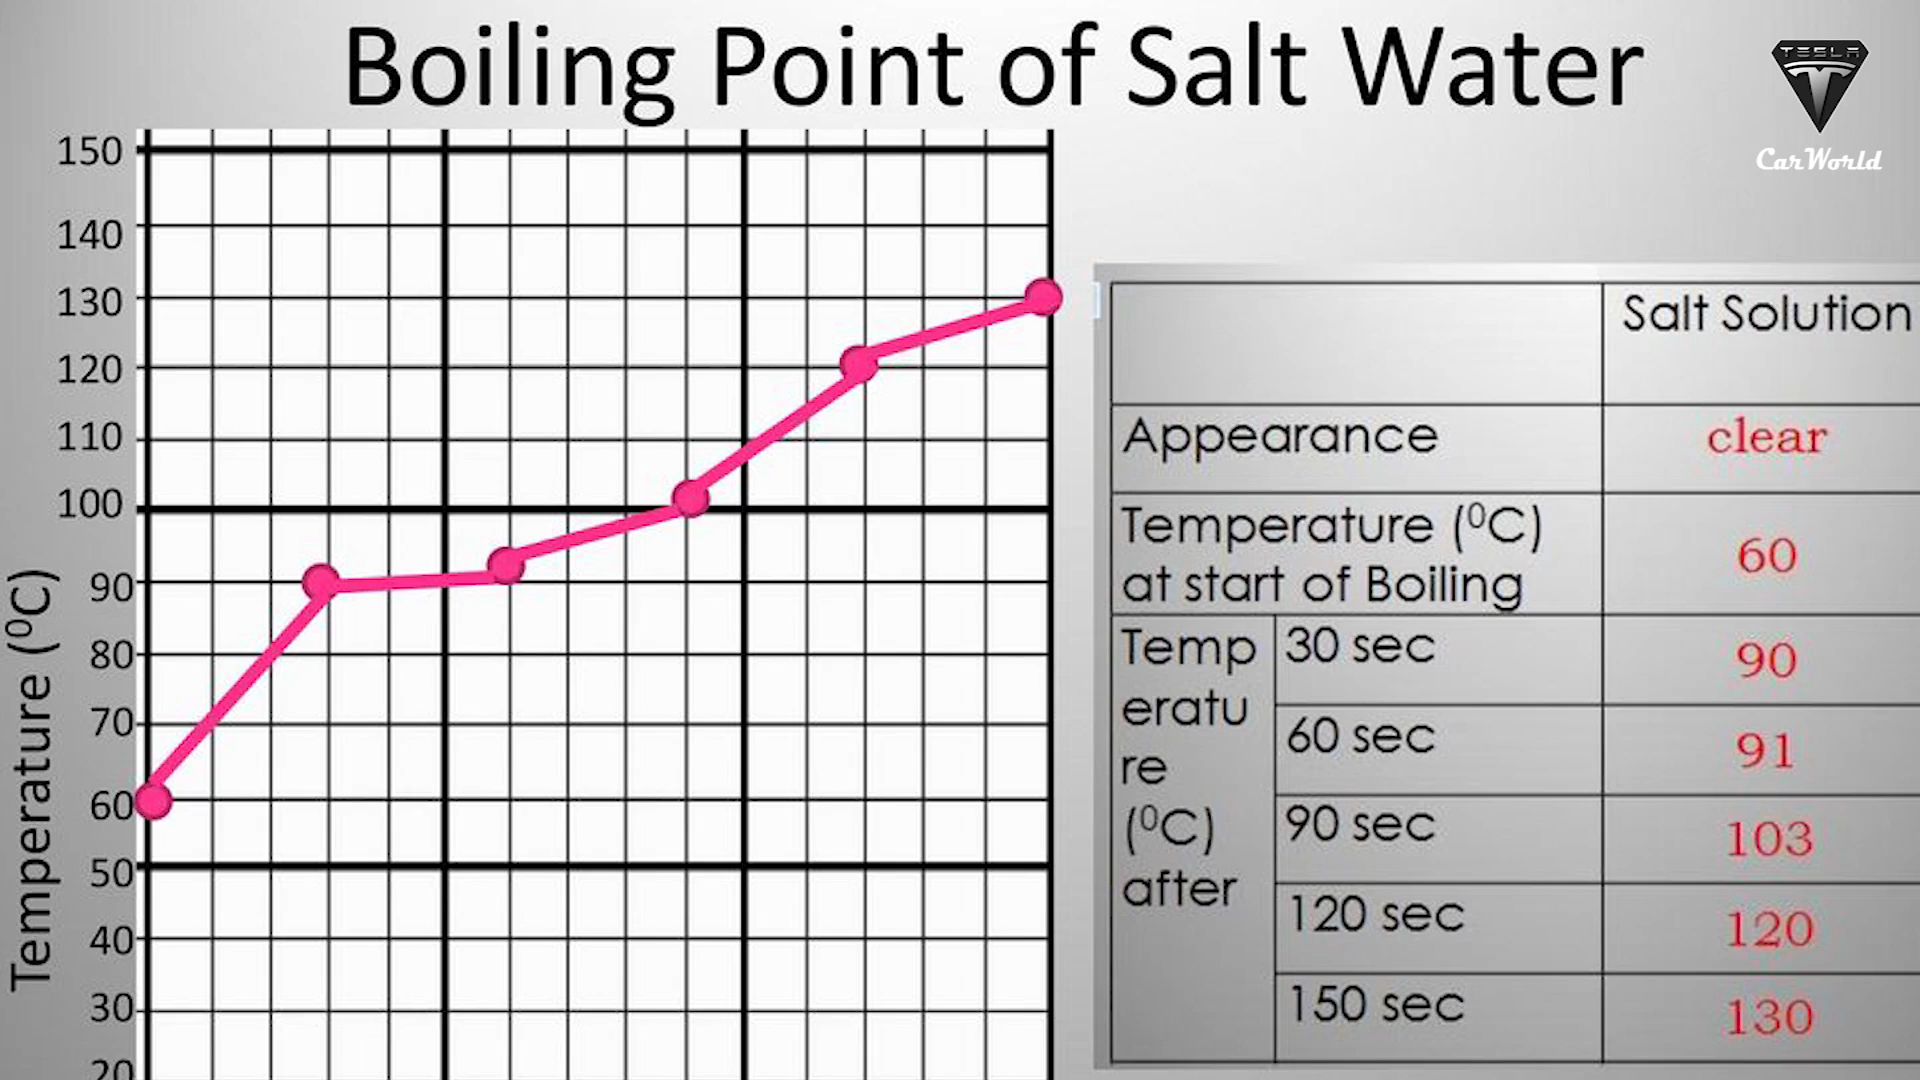 Boiling Point of Salt Water
TESLA
CarWorld
150
140
130
120
110
100
90
80
70
60
50
40
30
20
Temperature (⁰C)
Salt Solution
Appearance
clear
Temperature (⁰C)
at start of Boiling
60
Temp
eratu
re
(⁰C)
after
30 sec
90
60 sec
91
90 sec
103
120 sec
120
150 sec
130